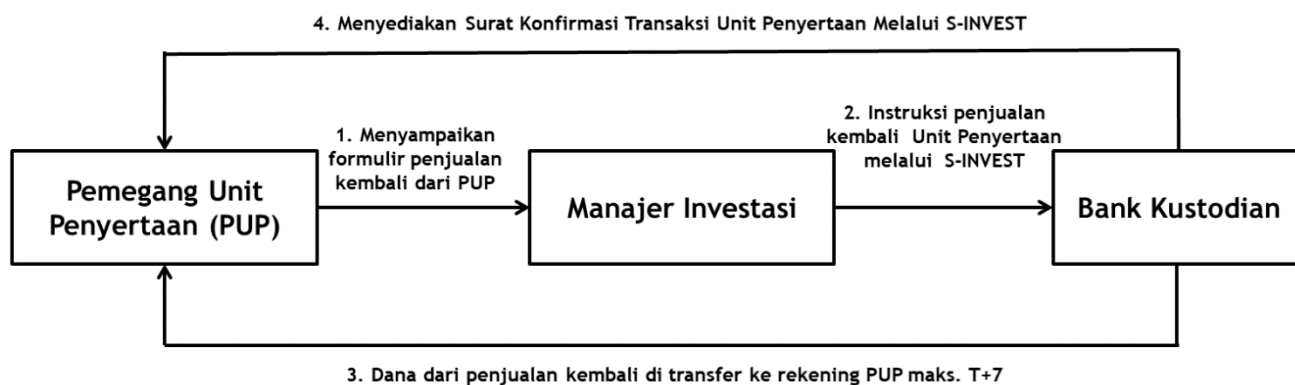 4. Menyediakan Surat Konfirmasi Transaksi Unit Penyertaan Melalui S-INVEST
1. Menyampaikan
formulir penjualan
kembali dari PUP
2. Instruksi penjualan
kembali Unit Penyertaan
melalui S-INVEST
Pemegang Unit
Penyertaan (PUP)
Manajer Investasi
Bank Kustodian
3. Dana dari penjualan kembali di transfer ke rekening PUP maks. T+7